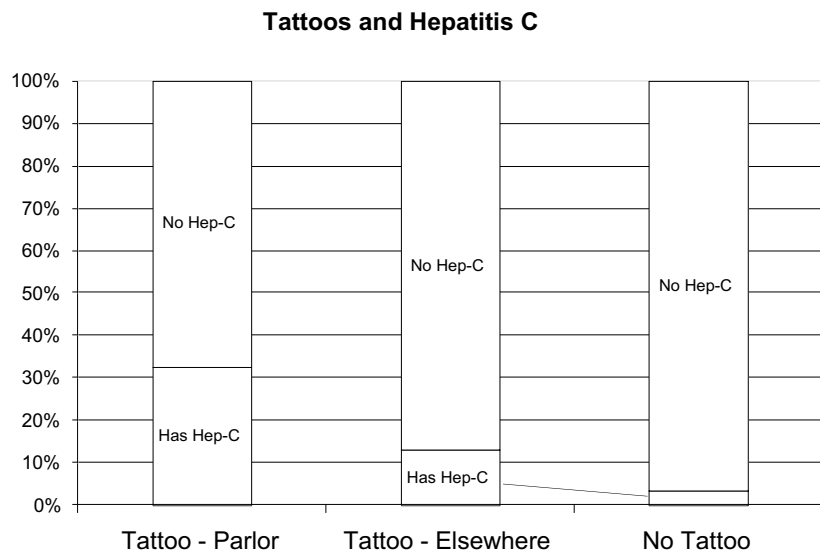 Tattoos and Hepatitis C
100%
90%
80%
70%
60%
50%
40%
30%
20%
10%
0%
No Hep-C
Has Hep-C
No Hep-C
Has Hep-C
No Hep-C
Tattoo - Parlor
Tattoo - Elsewhere
No Tattoo